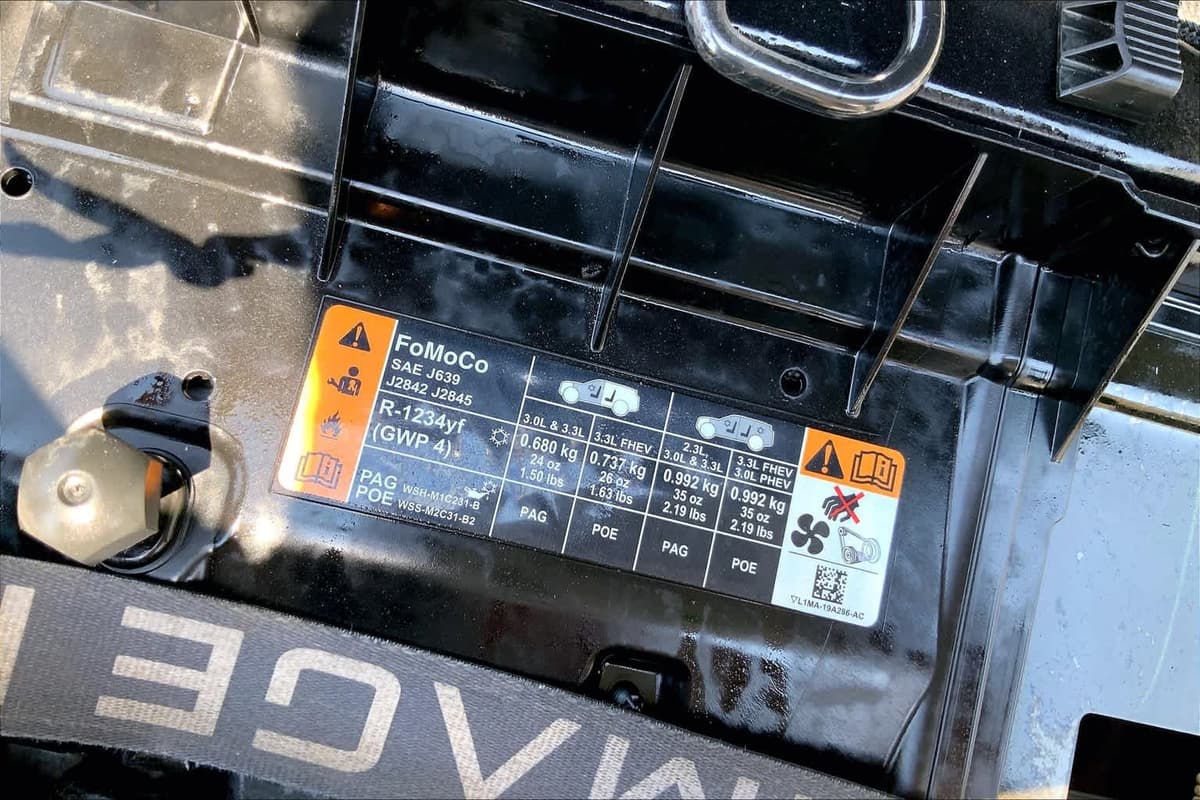 FoMoCo
SAE J639
J2842 J2845
R-1234yf
(GWP 4)
PAG WSH-M1C231-B
POE WSS-M2C31-B2
3.0L & 3.3L
0.680 kg
24 oz
1.50 lbs
PAG
3.3L FHEV
0.737 kg
26 oz
1.63 lbs
POE
2.3L
3.0L & 3.3L
0.992 kg
35 oz
2.19 lbs
PAG
3.3L FHEV
3.0L PHEV
0.992 kg
35 oz
2.19 lbs
POE
L1MA-19A286-AC
MACE